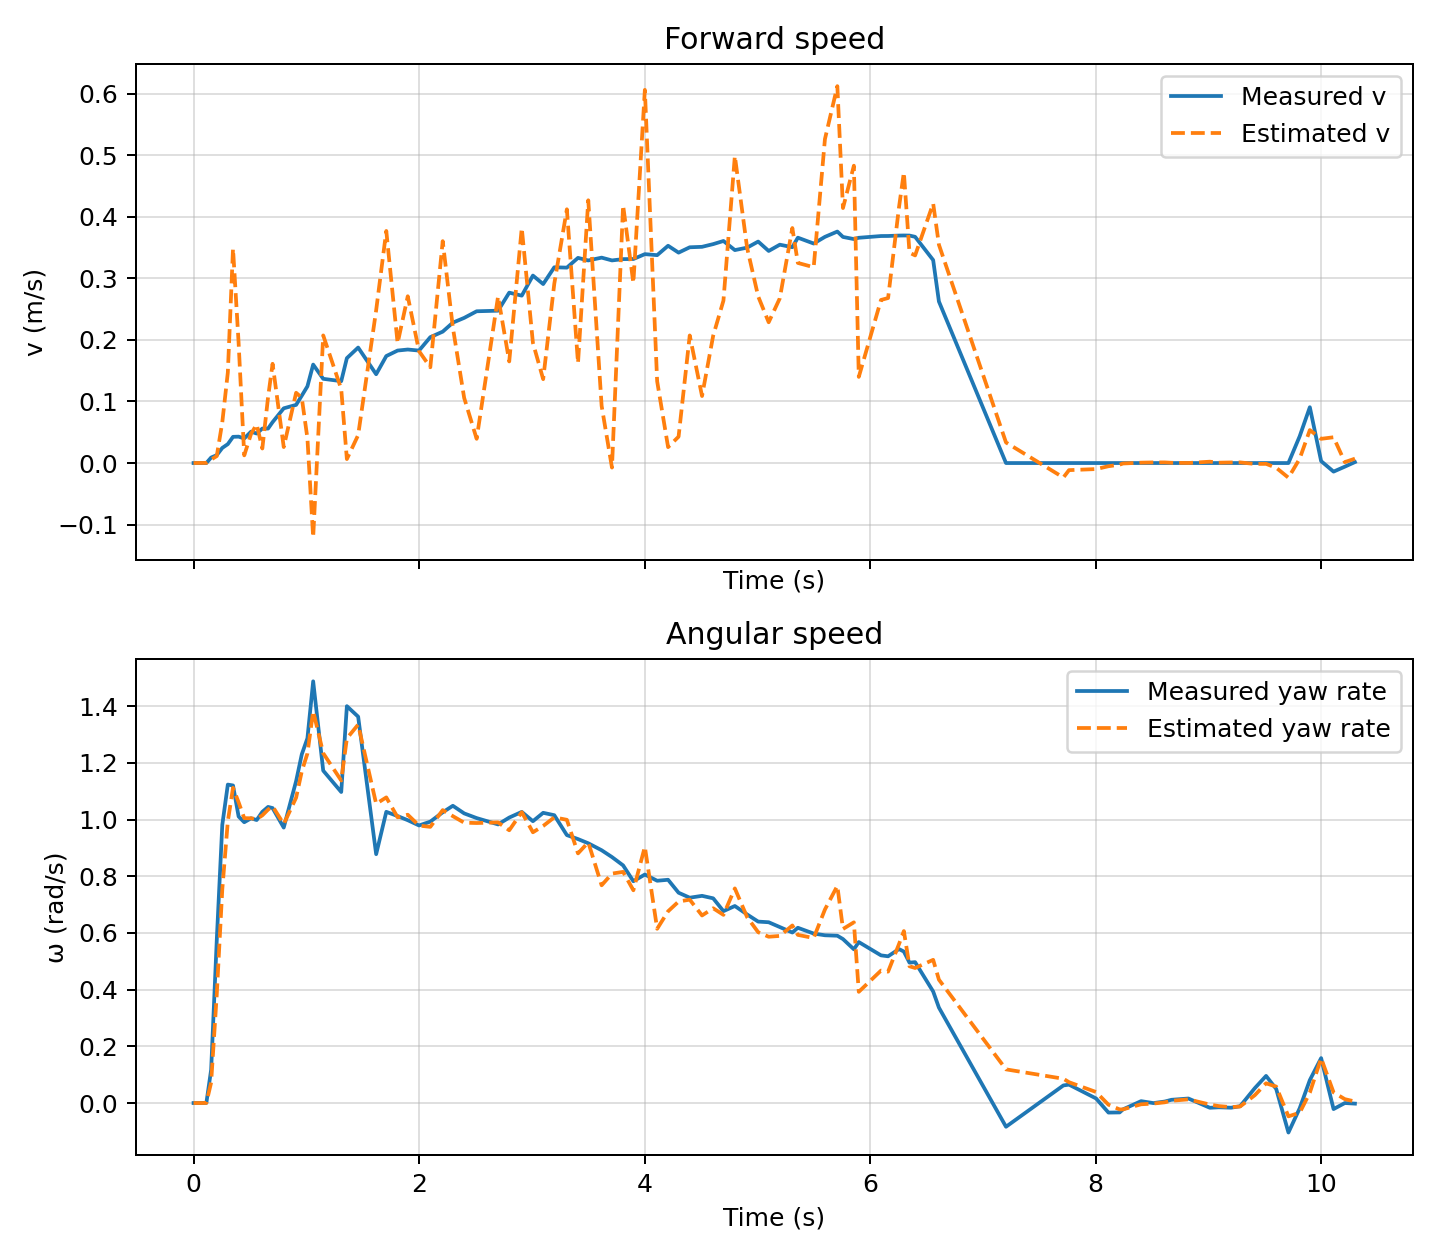 Forward speed
Measured v
Estimated v
0.6
0.5
0.4
0.3
0.2
0.1
0.0
−0.1
v (m/s)
Time (s)
Angular speed
Measured yaw rate
Estimated yaw rate
1.4
1.2
1.0
0.8
0.6
0.4
0.2
0.0
ω (rad/s)
0 2 4 6 8 10
Time (s)